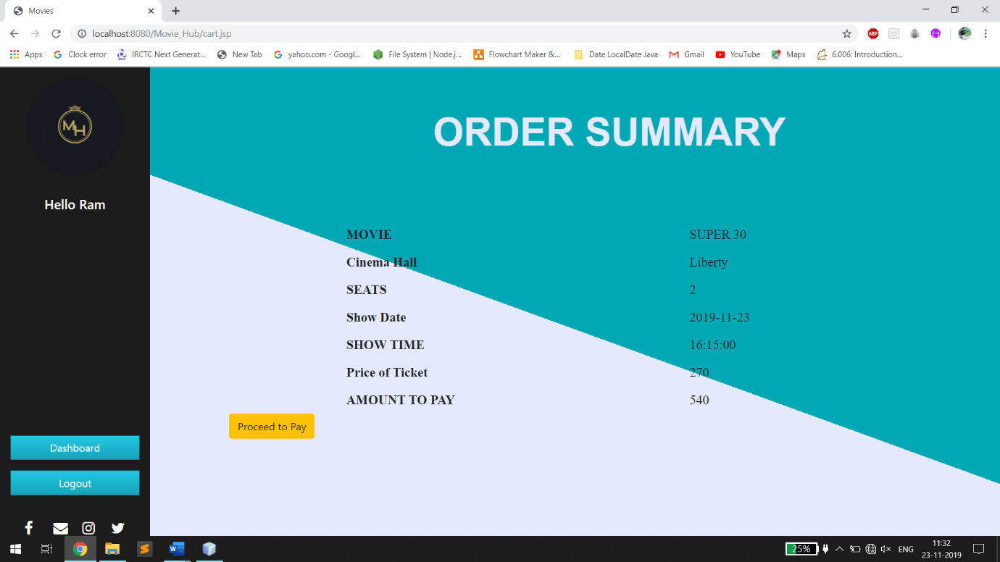 Movies
localhost:8080/Movie_Hub/cart.jsp
ABP
Apps Clock error IRCTC Next Generat... New Tab yahoo.com - Googl... File System | Node.j... Flowchart Maker &... Date LocalDate Java Gmail YouTube Maps 6.006: Introduction...
MH
ORDER SUMMARY
Hello Ram
MOVIE SUPER 30
Cinema Hall Liberty
SEATS 2
Show Date 2019-11-23
SHOW TIME 16:15:00
Price of Ticket 270
AMOUNT TO PAY 540
Proceed to Pay
Dashboard
Logout
25% ENG 11:32
23-11-2019